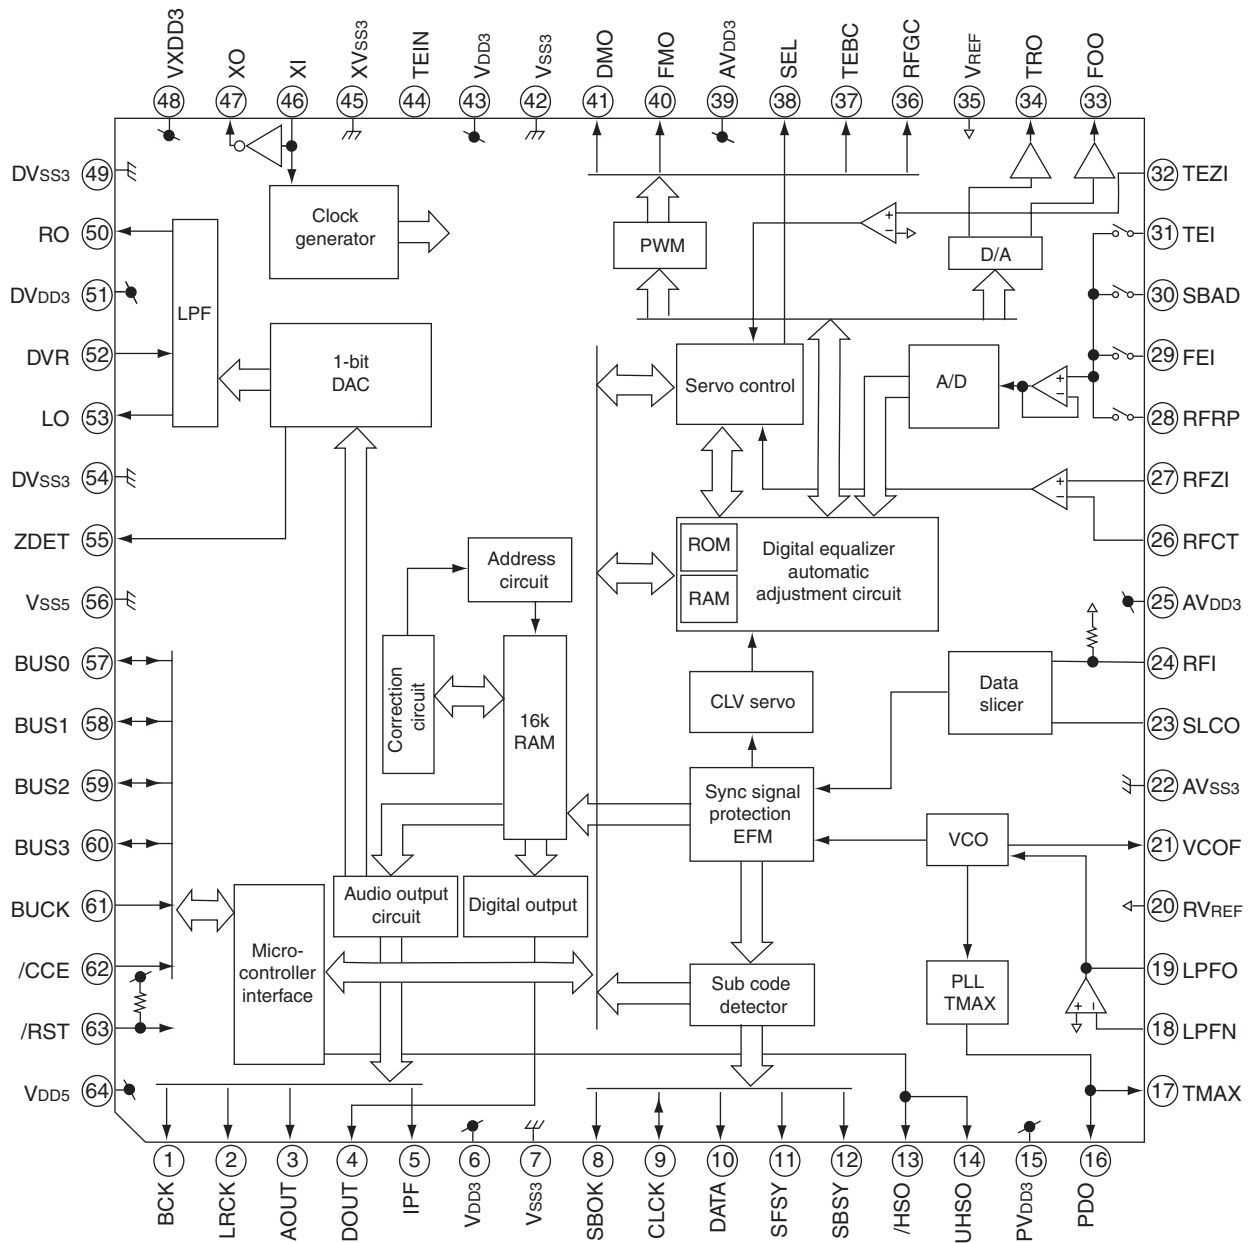 VXDD3
XO
XI
XVSS3
TEIN
VDD3
VSS3
DMO
FMO
AVDD3
SEL
TEBC
RFGC
VREF
TRO
FOO
48
47
46
45
44
43
42
41
40
39
38
37
36
35
34
33
DVSS3 49
RO 50
DVDD3 51
DVR 52
LO 53
DVSS3 54
ZDET 55
VSS5 56
BUS0 57
BUS1 58
BUS2 59
BUS3 60
BUCK 61
/CCE 62
/RST 63
VDD5 64
Clock
generator
LPF
1-bit
DAC
PWM
D/A
+
−
Servo control
A/D
+
−
+
−
ROM
RAM
Digital equalizer
automatic
adjustment circuit
Address
circuit
Correction
circuit
16k
RAM
CLV servo
Data
slicer
Sync signal
protection
EFM
VCO
Audio output
circuit
Digital output
Micro-
controller
interface
Sub code
detector
PLL
TMAX
+
−
32 TEZI
31 TEI
30 SBAD
29 FEI
28 RFRP
27 RFZI
26 RFCT
25 AVDD3
24 RFI
23 SLCO
22 AVSS3
21 VCOF
20 RVREF
19 LPFO
18 LPFN
17 TMAX
1
2
3
4
5
6
7
8
9
10
11
12
13
14
15
16
BCK
LRCK
AOUT
DOUT
IPF
VDD3
VSS3
SBOK
CLCK
DATA
SFSY
SBSY
/HSO
UHSO
PVDD3
PDO